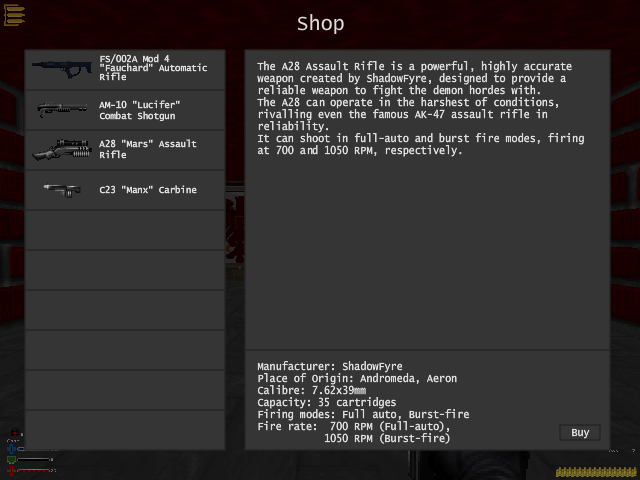 Shop
FS/002A Mod 4
"Fauchard" Automatic
Rifle
AM-10 "Lucifer"
Combat Shotgun
A28 "Mars" Assault
Rifle
C23 "Manx" Carbine
The A28 Assault Rifle is a powerful, highly accurate
weapon created by ShadowFyre, designed to provide a
reliable weapon to fight the demon hordes with.
The A28 can operate in the harshest of conditions,
rivalling even the famous AK-47 assault rifle in
reliability.
It can shoot in full-auto and burst fire modes, firing
at 700 and 1050 RPM, respectively.
Manufacturer: ShadowFyre
Place of Origin: Andromeda, Aeron
Calibre: 7.62x39mm
Capacity: 35 cartridges
Firing modes: Full auto, Burst-fire
Fire rate: 700 RPM (Full-auto),
1050 RPM (Burst-fire)
Buy